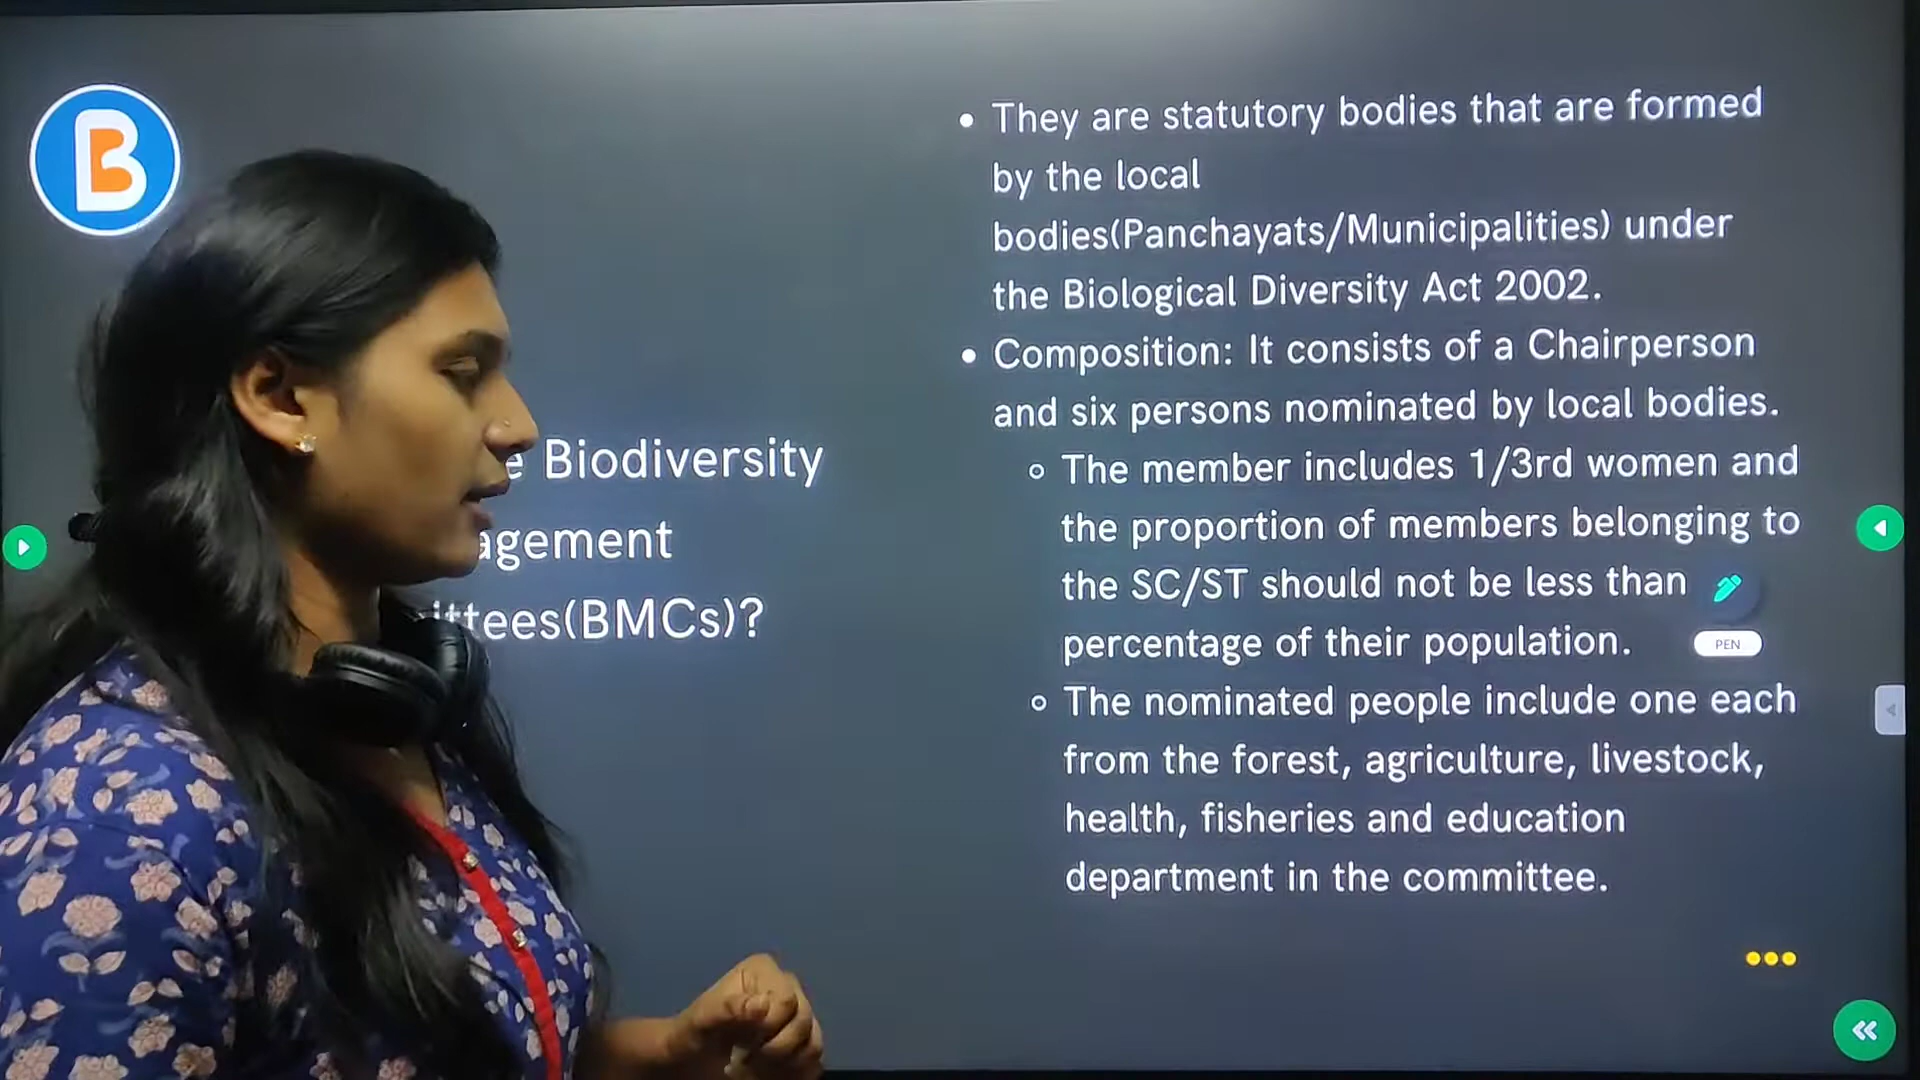 B
Biodiversity
agement
ittees(BMCs)?
• They are statutory bodies that are formed
by the local
bodies(Panchayats/Municipalities) under
the Biological Diversity Act 2002.
• Composition: It consists of a Chairperson
and six persons nominated by local bodies.
○ The member includes 1/3rd women and
the proportion of members belonging to
the SC/ST should not be less than
percentage of their population.
PEN
○ The nominated people include one each
from the forest, agriculture, livestock,
health, fisheries and education
department in the committee.